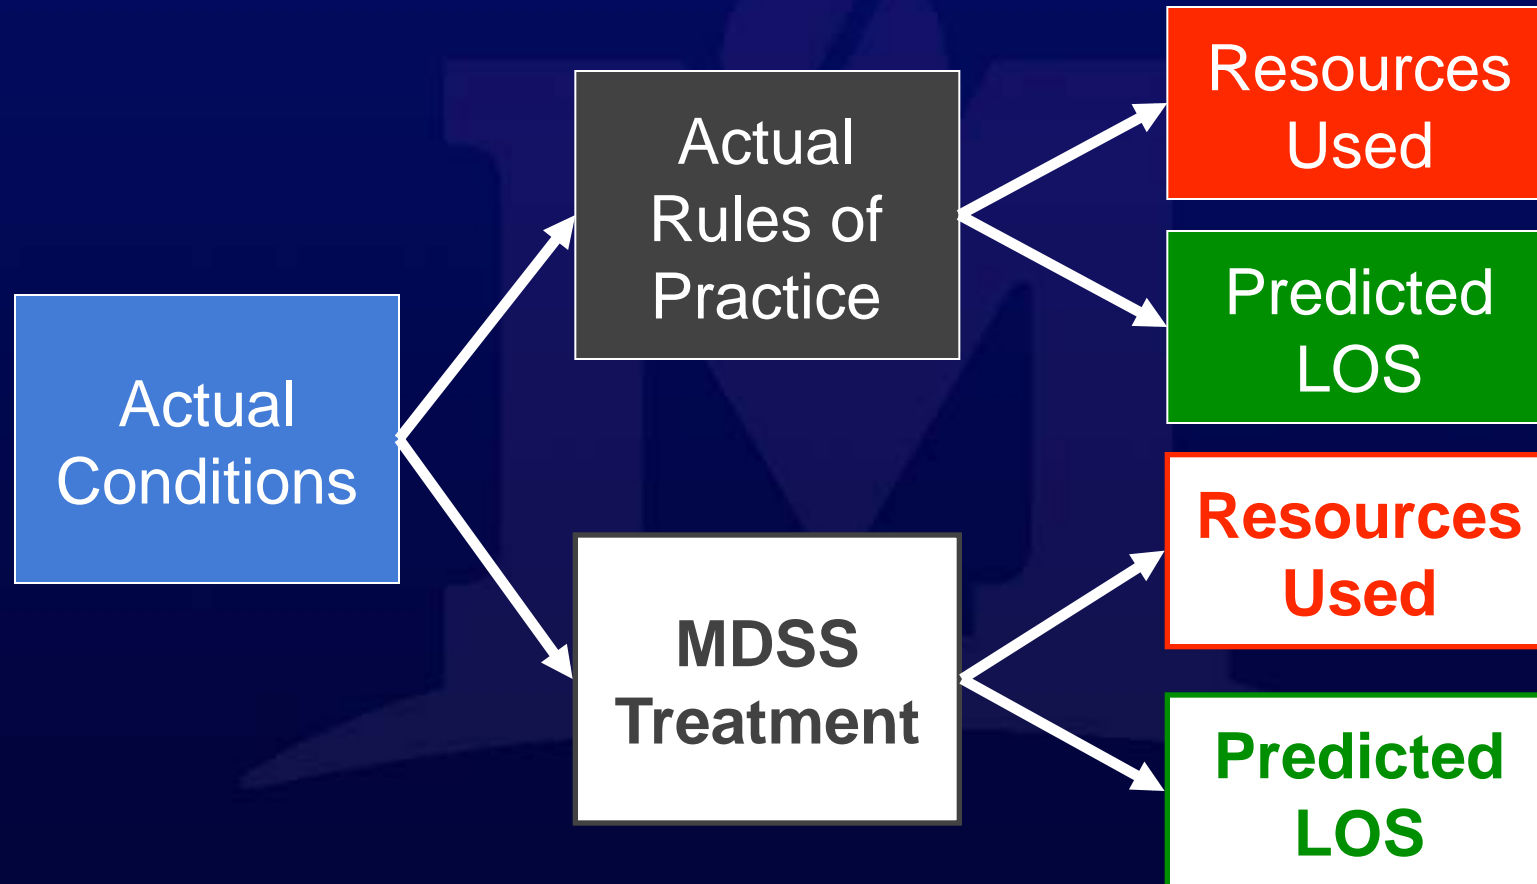 Actual
Conditions
Actual
Rules of
Practice
MDSS
Treatment
Resources
Used
Predicted
LOS
Resources
Used
Predicted
LOS